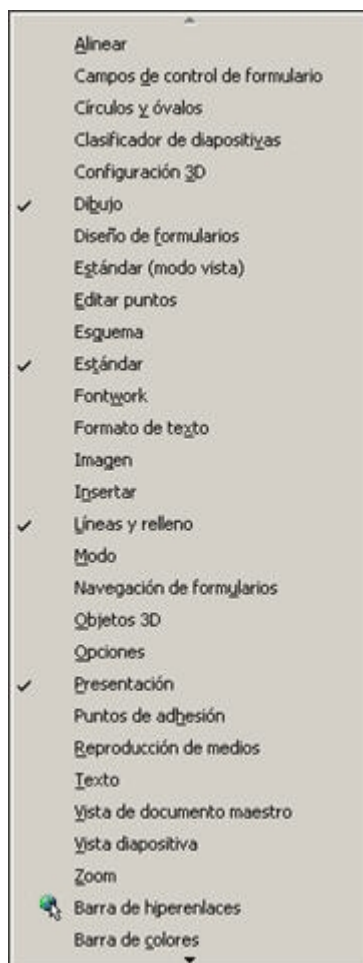 Alinear
Campos de control de formulario
Círculos y óvalos
Clasificador de diapositivas
Configuración 3D
Dibujo
Diseño de formularios
Estándar (modo vista)
Editar puntos
Esquema
Estándar
Fontwork
Formato de texto
Imagen
Insertar
Líneas y relleno
Modo
Navegación de formularios
Objetos 3D
Opciones
Presentación
Puntos de adhesión
Reproducción de medios
Texto
Vista de documento maestro
Vista diapositiva
Zoom
Barra de hiperenlaces
Barra de colores